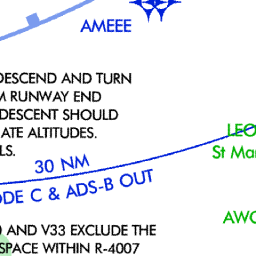 AMEEE
DESCEND AND TURN
RUNWAY END
DESCENT SHOULD
ATE ALTITUDES.
LS.
LEO
30 NM
St Mar
ODE C & ADS-B OUT
AWO
AND V33 EXCLUDE THE
SPACE WITHIN R-4007